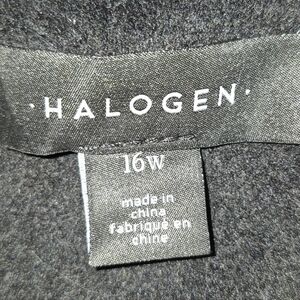 · HALOGEN ·
16W
made in
china
fabriqué en
chine